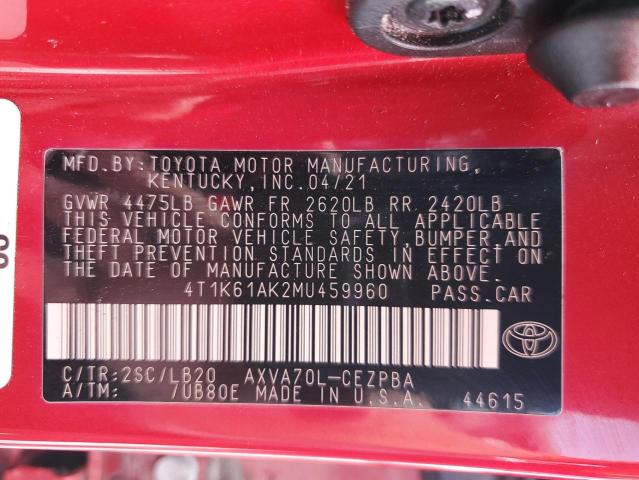 MFD.BY:TOYOTA MOTOR MANUFACTURING,
KENTUCKY,INC.04/21
GVWR 4475LB GAWR FR 2620LB RR 2420LB
THIS VEHICLE CONFORMS TO ALL APPLICABLE
FEDERAL MOTOR VEHICLE SAFETY,BUMPER,AND
THEFT PREVENTION STANDARDS IN EFFECT ON
THE DATE OF MANUFACTURE SHOWN ABOVE.
4T1K61AK2MU459960 PASS.CAR
C/TR:2SC/LB20 AXVA70L-CEZPBA
A/TM: 7UB80E MADE IN U.S.A. 44615